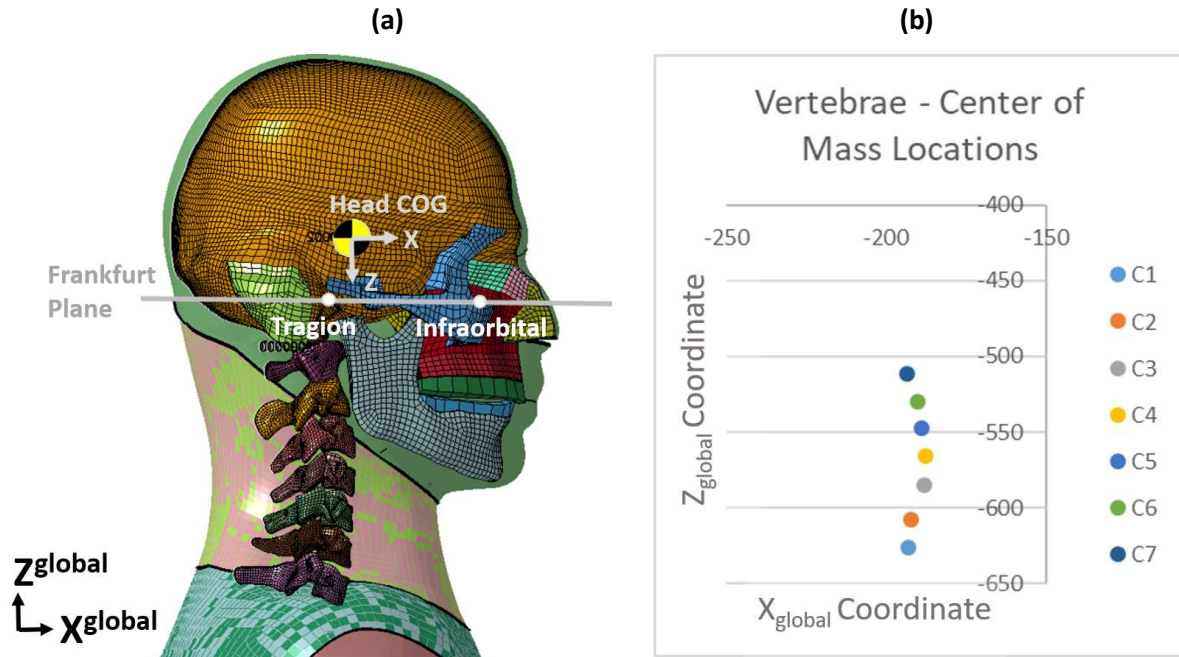 (a)
Head COG
X
Z
Frankfurt
Plane
Tragion
Infraorbital
Zglobal
Xglobal
(b)
Vertebrae - Center of
Mass Locations
-400
-250
-200
-150
-450
-500
-550
-600
-650
Zglobal Coordinate
Xglobal Coordinate
C1
C2
C3
C4
C5
C6
C7